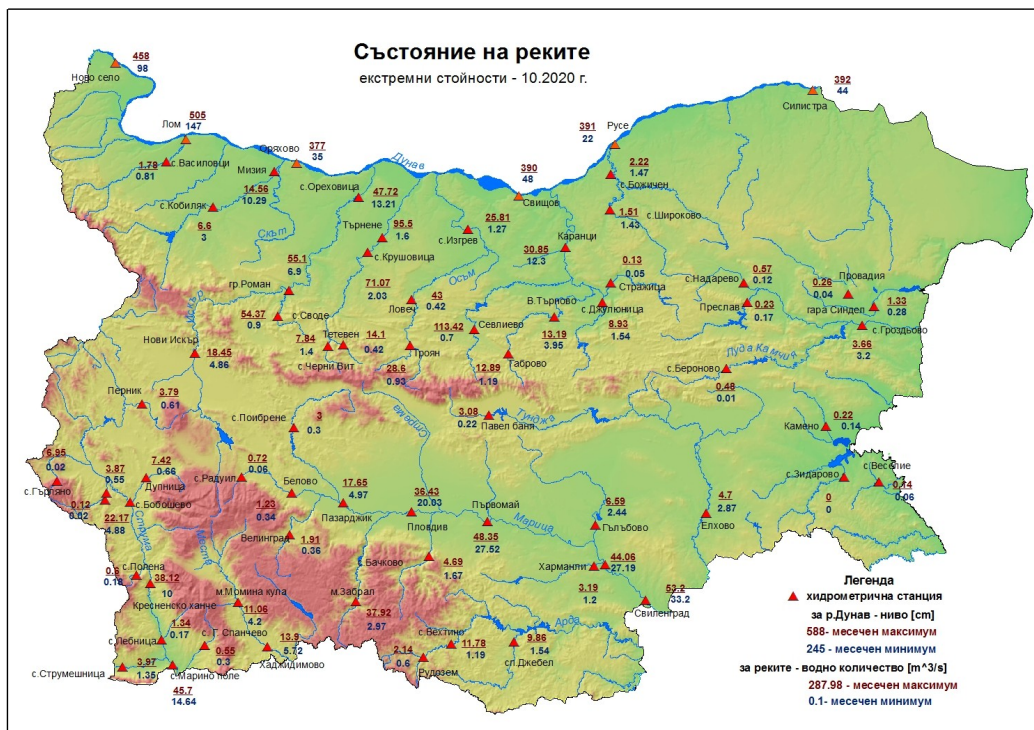 Състояние на реките
екстремни стойности - 10.2020 г.
458
98
Ново село
392
44
Силистра
505
147
Лом
391
22
Русе
377
35
Оряхово
Дунав
390
48
Свищов
1.78
0.81
с.Василовци
Мизия
14.56
10.29
с.Кобиляк
6.6
3
Скът
с.Ореховица
47.72
13.21
Търнене
95.5
1.6
с.Крушовица
25.81
1.27
с.Изгрев
2.22
1.47
с.Божичен
1.51
1.43
с.Широково
Каранци
30.85
12.3
55.1
6.9
гр.Роман
Искър
71.07
2.03
Осъм
Ловеч
43
0.42
0.13
0.05
Стражица
с.Надарево
0.57
0.12
Преслав
0.23
0.17
Провадия
0.26
0.04
гара Синдел
1.33
0.28
с.Гроздьово
3.66
3.2
54.37
0.9
с.Своде
В.Търново
с.Джулюница
8.93
1.54
13.19
3.95
Севлиево
113.42
0.7
Нови Искър
18.45
4.86
Тетевен
7.84
1.4
с.Черни Вит
14.1
0.42
Троян
28.6
0.93
12.89
1.19
Габрово
Луда Камчия
с.Бероново
0.48
0.01
Перник
3.79
0.61
с.Поибрене
3
0.3
Стряма
3.08
0.22
Павел баня
Тунджа
0.22
0.14
Камено
6.95
0.02
с.Гърляно
3.87
0.55
7.42
0.66
Дупница
с.Радуил
0.72
0.06
Белово
17.65
4.97
Пазарджик
36.43
20.03
Пловдив
Първомай
48.35
27.52
Марица
6.59
2.44
Гълъбово
4.7
2.87
Елхово
с.Зидарово
0
0
с.Веселие
0.14
0.06
0.12
0.02
22.17
4.88
с.Бобошево
Струма
1.23
0.34
Велинград
1.91
0.36
Места
с.Бачково
4.69
1.67
Харманли
44.06
27.19
3.19
1.2
53.2
33.2
Свиленград
с.Полена
0.6
0.18
38.12
10
Кресненско ханче
м.Момина кула
11.06
4.2
м.Забрал
37.92
2.97
1.34
0.17
с.Лебница
с. Г. Спанчево
0.55
0.3
13.9
5.72
Хаджидимово
с.Вехтино
11.78
1.19
2.14
0.6
Рудозем
9.86
1.54
сп.Джебел
Арда
с.Струмешница
3.97
1.35
с.Марино поле
45.7
14.64
Легенда
хидрометрична станция
за р.Дунав - ниво [cm]
588- месечен максимум
245 - месечен минимум
за реките - водно количество [m^3/s]
287.98 - месечен максимум
0.1- месечен минимум